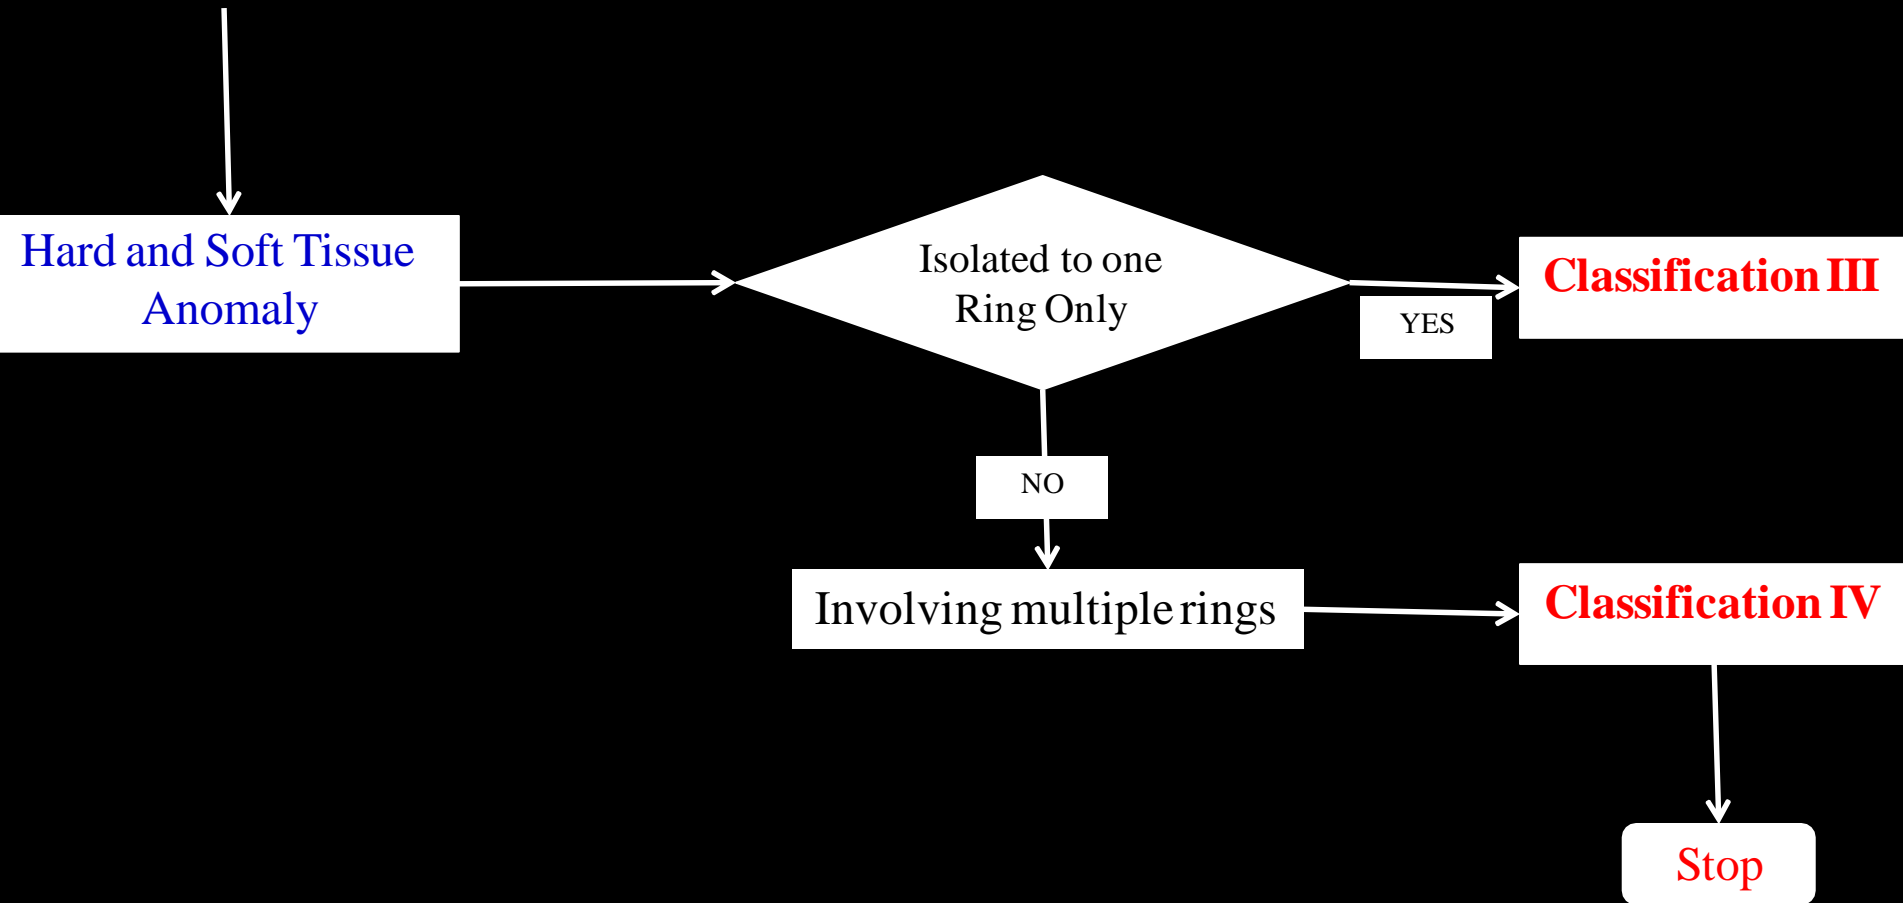 Hard and Soft Tissue
Anomaly
Isolated to one
Ring Only
YES
Classification III
NO
Involving multiple rings
Classification IV
Stop